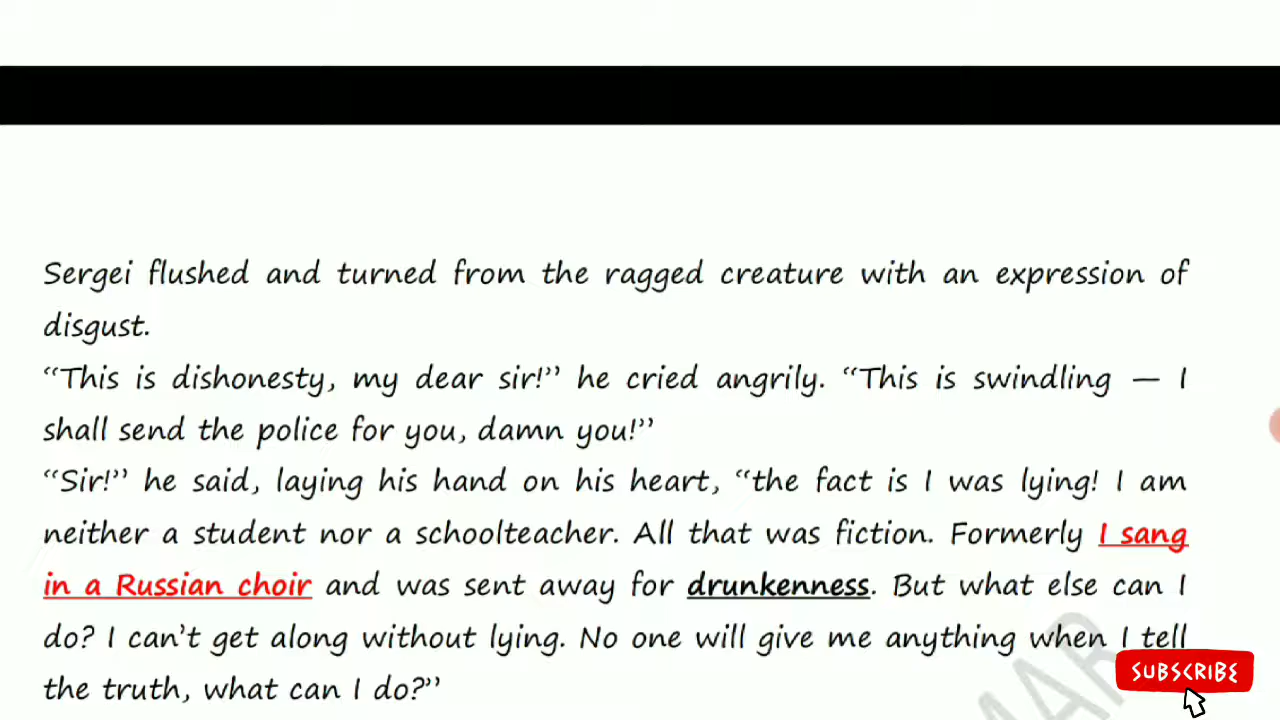 Sergei flushed and turned from the ragged creature with an expression of
disgust.
“This is dishonesty, my dear sir!” he cried angrily. “This is swindling — I
shall send the police for you, damn you!”
“Sir!” he said, laying his hand on his heart, “the fact is I was lying! I am
neither a student nor a schoolteacher. All that was fiction. Formerly I sang
in a Russian choir and was sent away for drunkenness. But what else can I
do? I can’t get along without lying. No one will give me anything when I tell
the truth, what can I do?”
SUBSCRIBE